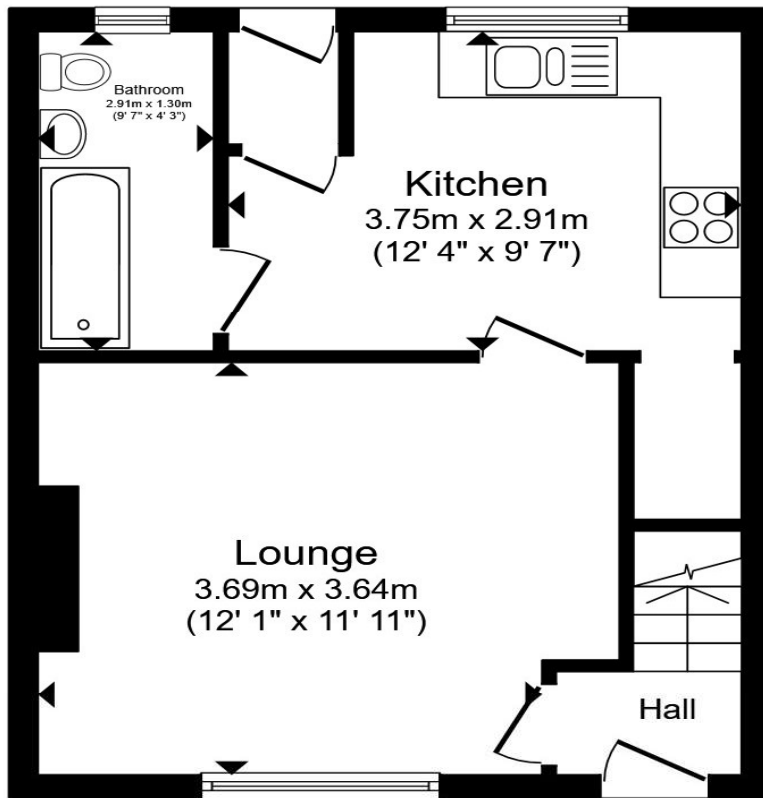 Bathroom
2.91m x 1.30m
(9' 7" x 4' 3")
Kitchen
3.75m x 2.91m
(12' 4" x 9' 7")
Lounge
3.69m x 3.64m
(12' 1" x 11' 11")
Hall